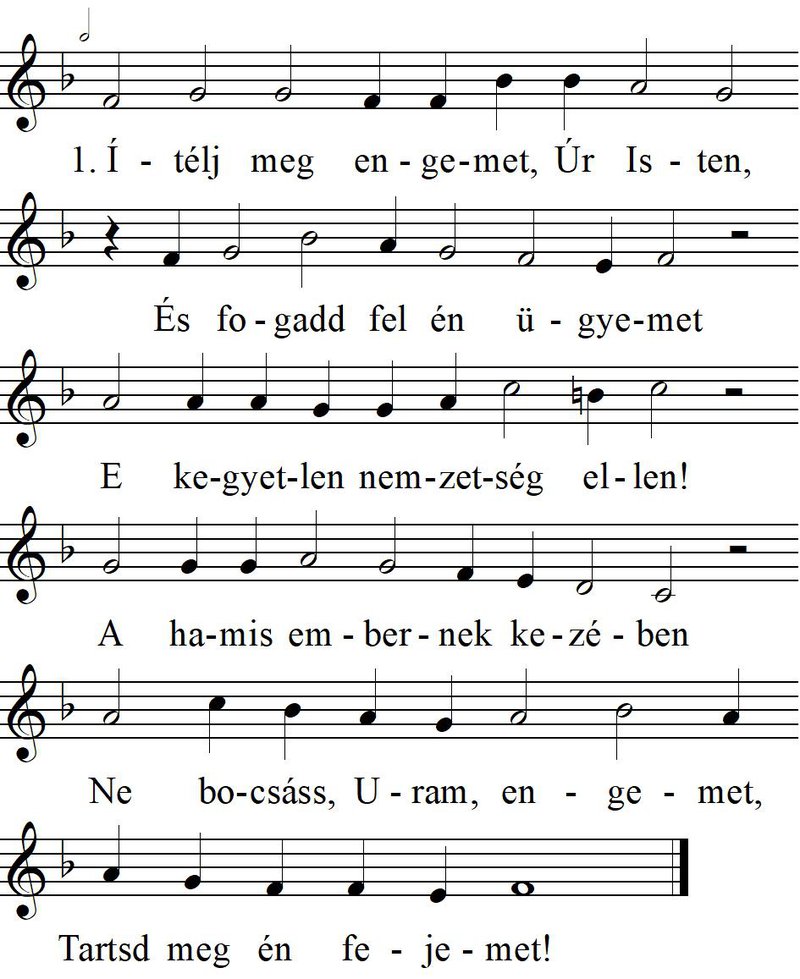 1. Í - télj meg en - ge-met, Úr Is - ten,
És fo - gadd fel én ü - gye-met
E ke-gyet-len nem-zet-ség el - len!
A ha-mis em - ber - nek ke - zé - ben
Ne bo-csáss, U - ram, en - ge - met,
Tartsd meg én fe - je - met!